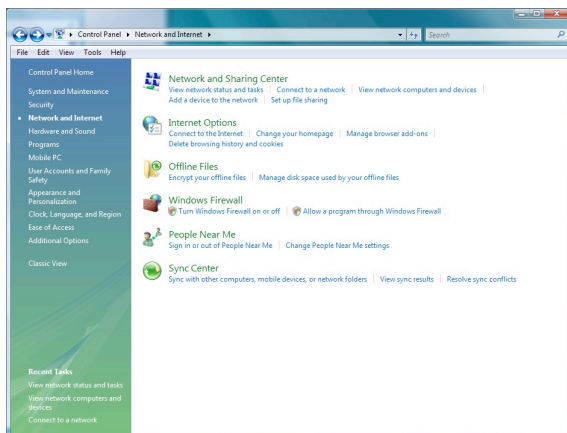 Control Panel Network and Internet
Search
File Edit View Tools Help
Control Panel Home
System and Maintenance
Security
Network and Internet
Hardware and Sound
Programs
Mobile PC
User Accounts and Family
Safety
Appearance and
Personalization
Clock, Language, and Region
Ease of Access
Additional Options
Classic View
Network and Sharing Center
View network status and tasks Connect to a network View network computers and devices
Add a device to the network Set up file sharing
Internet Options
Connect to the Internet Change your homepage Manage browser add-ons
Delete browsing history and cookies
Offline Files
Encrypt your offline files Manage disk space used by your offline files
Windows Firewall
Turn Windows Firewall on or off Allow a program through Windows Firewall
People Near Me
Sign in or out of People Near Me Change People Near Me settings
Sync Center
Sync with other computers, mobile devices, or network folders View sync results Resolve sync conflicts
Recent Tasks
View network status and tasks
View network computers and
devices
Connect to a network